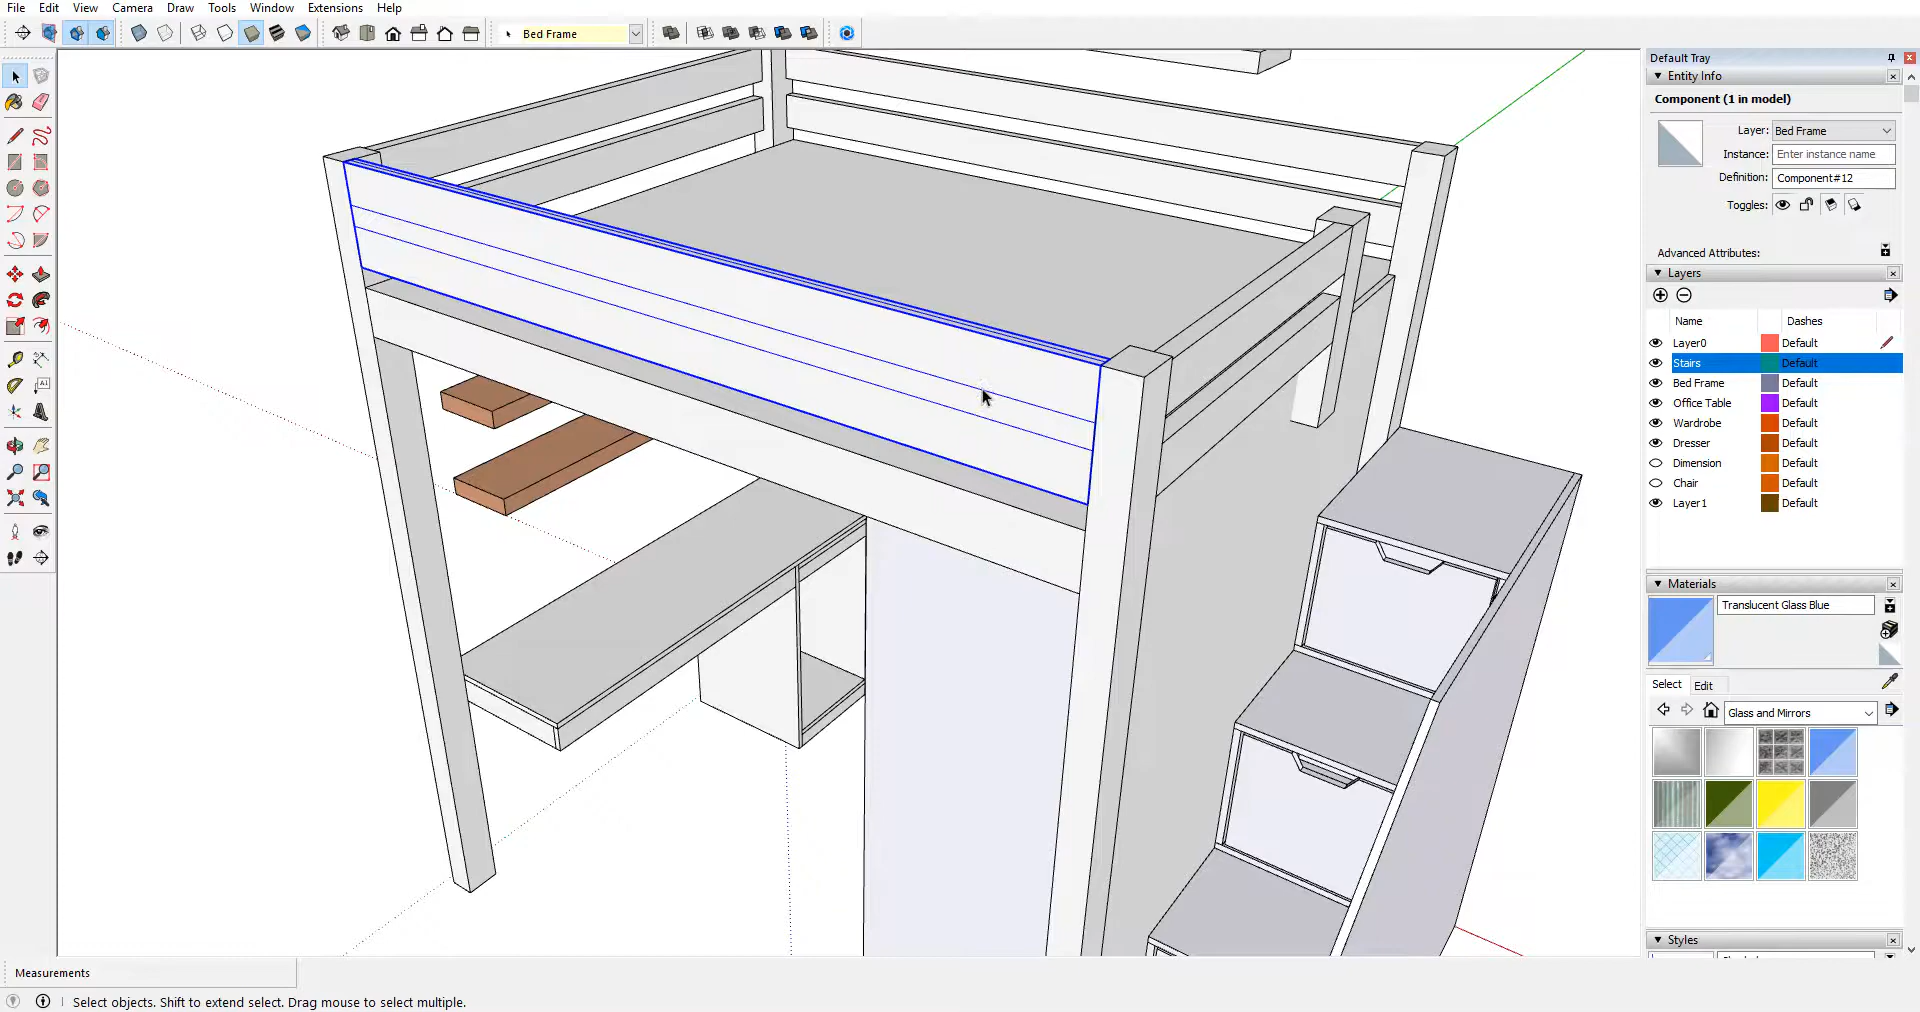 File Edit View Camera Draw Tools Window Extensions Help
Bed Frame
Default Tray
Entity Info
Component (1 in model)
Layer: Bed Frame
Instance: Enter instance name
Definition: Component#12
Toggles:
Advanced Attributes:
Layers
Name Dashes
Layer0 Default
Stairs Default
Bed Frame Default
Office Table Default
Wardrobe Default
Dresser Default
Dimension Default
Chair Default
Layer1 Default
Materials
Translucent Glass Blue
Select Edit
Glass and Mirrors
Styles
Measurements
Select objects. Shift to extend select. Drag mouse to select multiple.